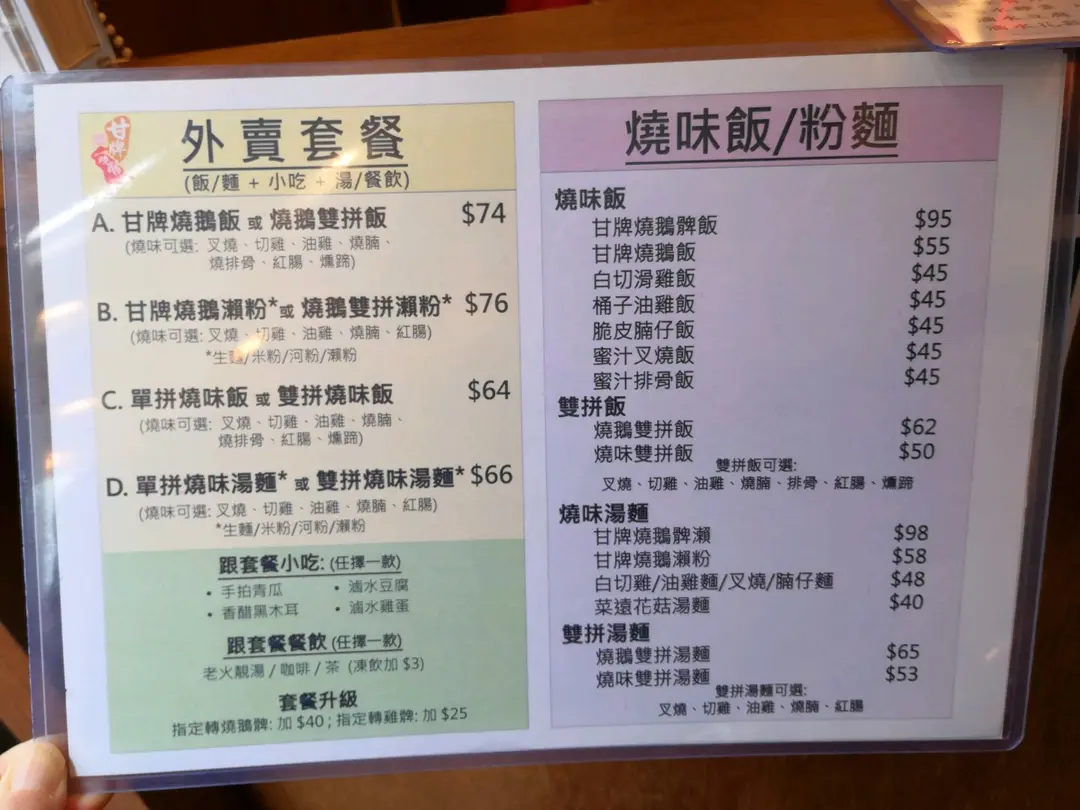 甘牌燒鵝
外賣套餐
(飯/麵 + 小吃 + 湯/餐飲)
A. 甘牌燒鵝飯 或 燒鵝雙拼飯 $74
(燒味可選: 叉燒、切雞、油雞、燒腩、
燒排骨、紅腸、燻蹄)
B. 甘牌燒鵝瀨粉*或 燒鵝雙拼瀨粉* $76
(燒味可選: 叉燒、切雞、油雞、燒腩、紅腸)
*生麵/米粉/河粉/瀨粉
C. 單拼燒味飯 或 雙拼燒味飯 $64
(燒味可選: 叉燒、切雞、油雞、燒腩、
燒排骨、紅腸、燻蹄)
D. 單拼燒味湯麵* 或 雙拼燒味湯麵* $66
(燒味可選: 叉燒、切雞、油雞、燒腩、紅腸)
*生麵/米粉/河粉/瀨粉
跟套餐小吃: (任擇一款)
• 手拍青瓜 • 滷水豆腐
• 香醋黑木耳 • 滷水雞蛋
跟套餐餐飲 (任擇一款)
老火靚湯 / 咖啡 / 茶 (凍飲加 $3)
套餐升級
指定轉燒鵝髀: 加 $40 ; 指定轉雞髀: 加 $25
燒味飯/粉麵
燒味飯
甘牌燒鵝髀飯 $95
甘牌燒鵝飯 $55
白切滑雞飯 $45
桶子油雞飯 $45
脆皮腩仔飯 $45
蜜汁叉燒飯 $45
蜜汁排骨飯 $45
雙拼飯
燒鵝雙拼飯 $62
燒味雙拼飯 $50
雙拼飯可選:
叉燒、切雞、油雞、燒腩、排骨、紅腸、燻蹄
燒味湯麵
甘牌燒鵝髀瀨 $98
甘牌燒鵝瀨粉 $58
白切雞/油雞麵/叉燒/腩仔麵 $48
菜遠花菇湯麵 $40
雙拼湯麵
燒鵝雙拼湯麵 $65
燒味雙拼湯麵 $53
雙拼湯麵可選:
叉燒、切雞、油雞、燒腩、紅腸